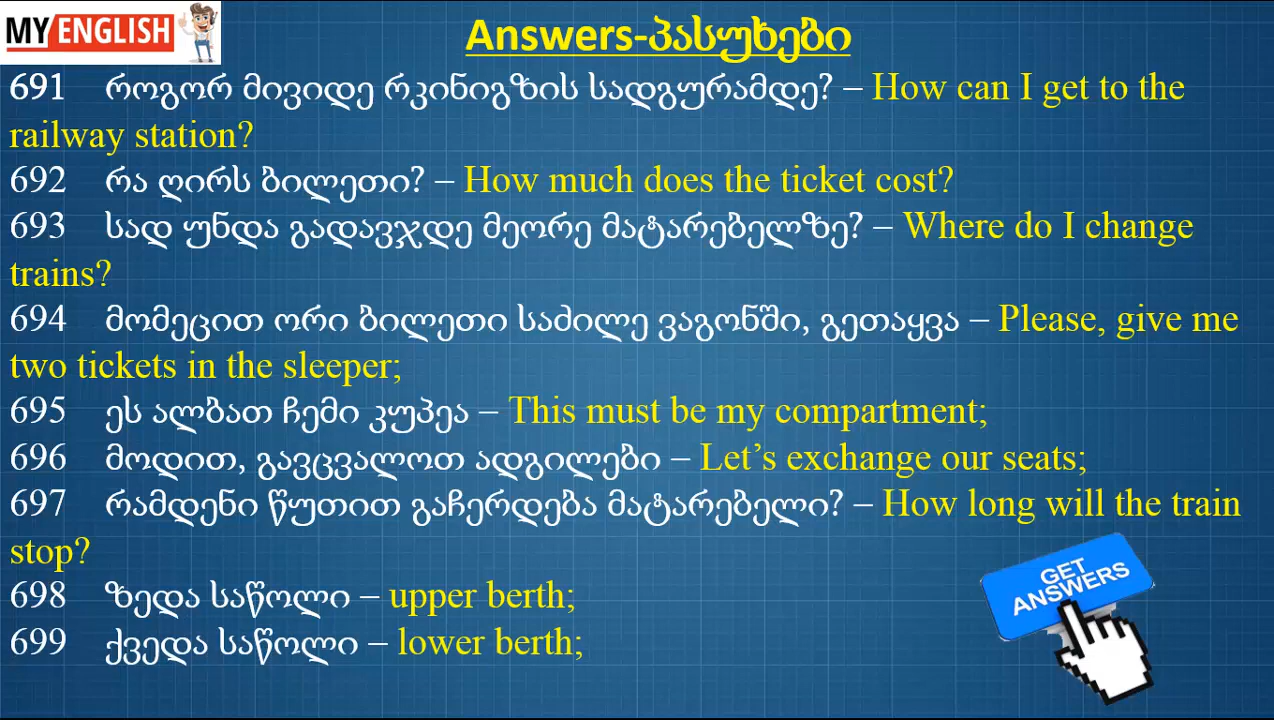 MY ENGLISH
Answers-პასუხები
691 როგორ მივიდე რკინიგზის სადგურამდე? – How can I get to the
railway station?
692 რა ღირს ბილეთი? – How much does the ticket cost?
693 სად უნდა გადავჯდე მეორე მატარებელზე? – Where do I change
trains?
694 მომეცით ორი ბილეთი საძილე ვაგონში, გეთაყვა – Please, give me
two tickets in the sleeper;
695 ეს ალბათ ჩემი კუპეა – This must be my compartment;
696 მოდით, გავცვალოთ ადგილები – Let’s exchange our seats;
697 რამდენი წუთით გაჩერდება მატარებელი? – How long will the train
stop?
698 ზედა საწოლი – upper berth;
699 ქვედა საწოლი – lower berth;
GET
ANSWERS